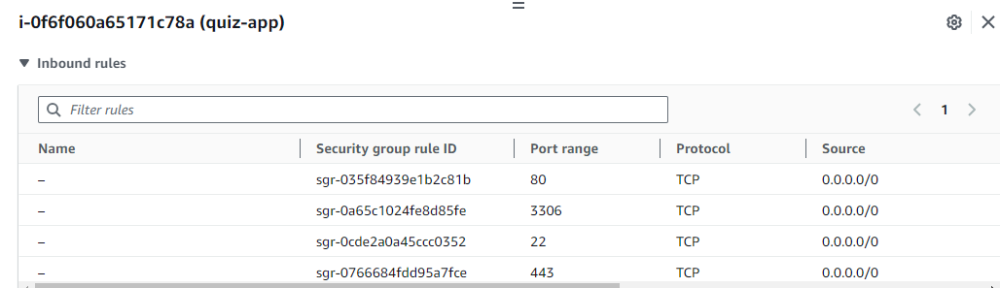 i-0f6f060a65171c78a (quiz-app)
Inbound rules
Filter rules
1
Name Security group rule ID Port range Protocol Source
– sgr-035f84939e1b2c81b 80 TCP 0.0.0.0/0
– sgr-0a65c1024fe8d85fe 3306 TCP 0.0.0.0/0
– sgr-0cde2a0a45ccc0352 22 TCP 0.0.0.0/0
– sgr-0766684fdd95a7fce 443 TCP 0.0.0.0/0